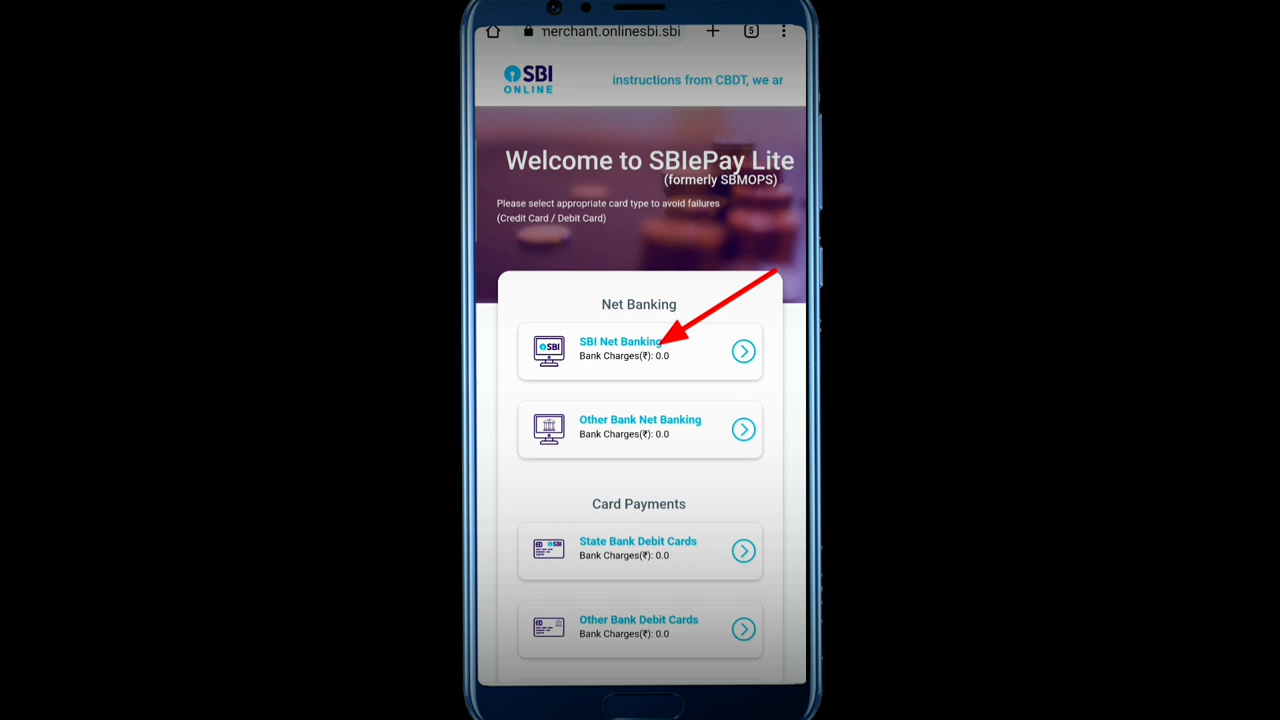 merchant.onlinesbi.sbi
5
SBI
ONLINE
instructions from CBDT, we ar
Welcome to SBIePay Lite
(formerly SBMOPS)
Please select appropriate card type to avoid failures
(Credit Card / Debit Card)
Net Banking
SBI
SBI Net Banking
Bank Charges(₹): 0.0
Other Bank Net Banking
Bank Charges(₹): 0.0
Card Payments
SBI
State Bank Debit Cards
Bank Charges(₹): 0.0
Other Bank Debit Cards
Bank Charges(₹): 0.0